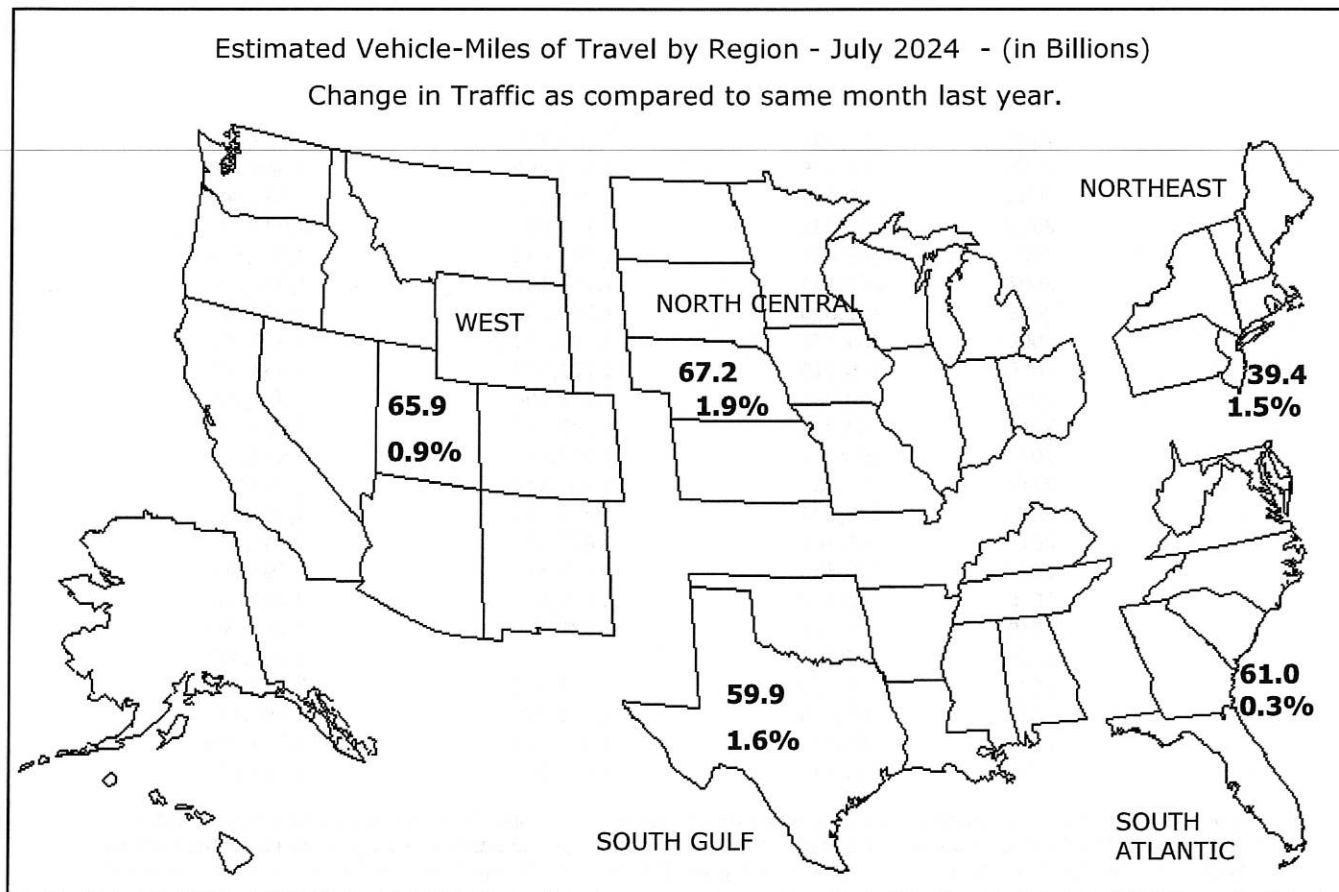 Estimated Vehicle-Miles of Travel by Region - July 2024 - (in Billions)
Change in Traffic as compared to same month last year.
NORTHEAST
39.4
1.5%
NORTH CENTRAL
67.2
1.9%
WEST
65.9
0.9%
SOUTH GULF
59.9
1.6%
SOUTH
ATLANTIC
61.0
0.3%